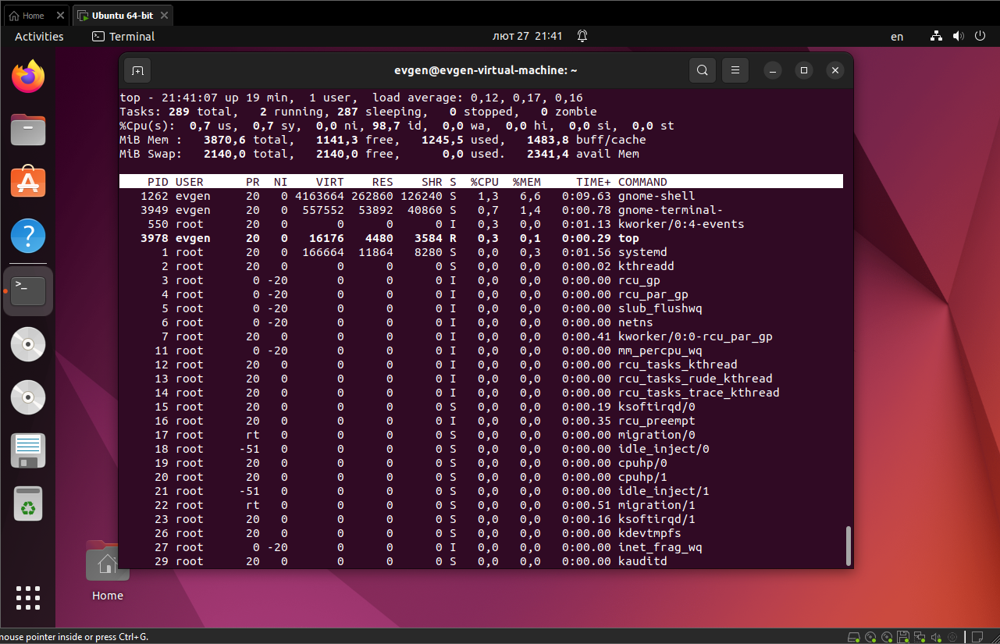 Home
Ubuntu 64-bit
Activities
Terminal
лют 27 21:41
en
evgen@evgen-virtual-machine: ~
top - 21:41:07 up 19 min, 1 user, load average: 0,12, 0,17, 0,16
Tasks: 289 total, 2 running, 287 sleeping, 0 stopped, 0 zombie
%Cpu(s): 0,7 us, 0,7 sy, 0,0 ni, 98,7 id, 0,0 wa, 0,0 hi, 0,0 si, 0,0 st
MiB Mem : 3870,6 total, 1141,3 free, 1245,5 used, 1483,8 buff/cache
MiB Swap: 2140,0 total, 2140,0 free, 0,0 used. 2341,4 avail Mem
PID USER PR NI VIRT RES SHR S %CPU %MEM TIME+ COMMAND
1262 evgen 20 0 4163664 262860 126240 S 1,3 6,6 0:09.63 gnome-shell
3949 evgen 20 0 557552 53892 40860 S 0,7 1,4 0:00.78 gnome-terminal-
550 root 20 0 0 0 0 I 0,3 0,0 0:01.13 kworker/0:4-events
3978 evgen 20 0 16176 4480 3584 R 0,3 0,1 0:00.29 top
1 root 20 0 166664 11864 8280 S 0,0 0,3 0:01.56 systemd
2 root 20 0 0 0 0 S 0,0 0,0 0:00.02 kthreadd
3 root 0 -20 0 0 0 I 0,0 0,0 0:00.00 rcu_gp
4 root 0 -20 0 0 0 I 0,0 0,0 0:00.00 rcu_par_gp
5 root 0 -20 0 0 0 I 0,0 0,0 0:00.00 slub_flushwq
6 root 0 -20 0 0 0 I 0,0 0,0 0:00.00 netns
7 root 20 0 0 0 0 I 0,0 0,0 0:00.41 kworker/0:0-rcu_par_gp
11 root 0 -20 0 0 0 I 0,0 0,0 0:00.00 mm_percpu_wq
12 root 20 0 0 0 0 I 0,0 0,0 0:00.00 rcu_tasks_kthread
13 root 20 0 0 0 0 I 0,0 0,0 0:00.00 rcu_tasks_rude_kthread
14 root 20 0 0 0 0 I 0,0 0,0 0:00.00 rcu_tasks_trace_kthread
15 root 20 0 0 0 0 S 0,0 0,0 0:00.19 ksoftirqd/0
16 root 20 0 0 0 0 I 0,0 0,0 0:00.35 rcu_preempt
17 root rt 0 0 0 0 S 0,0 0,0 0:00.00 migration/0
18 root -51 0 0 0 0 S 0,0 0,0 0:00.00 idle_inject/0
19 root 20 0 0 0 0 S 0,0 0,0 0:00.00 cpuhp/0
20 root 20 0 0 0 0 S 0,0 0,0 0:00.00 cpuhp/1
21 root -51 0 0 0 0 S 0,0 0,0 0:00.00 idle_inject/1
22 root rt 0 0 0 0 S 0,0 0,0 0:00.51 migration/1
23 root 20 0 0 0 0 S 0,0 0,0 0:00.16 ksoftirqd/1
26 root 20 0 0 0 0 S 0,0 0,0 0:00.00 kdevtmpfs
27 root 0 -20 0 0 0 I 0,0 0,0 0:00.00 inet_frag_wq
29 root 20 0 0 0 0 S 0,0 0,0 0:00.00 kauditd
Home
nouse pointer inside or press Ctrl+G.